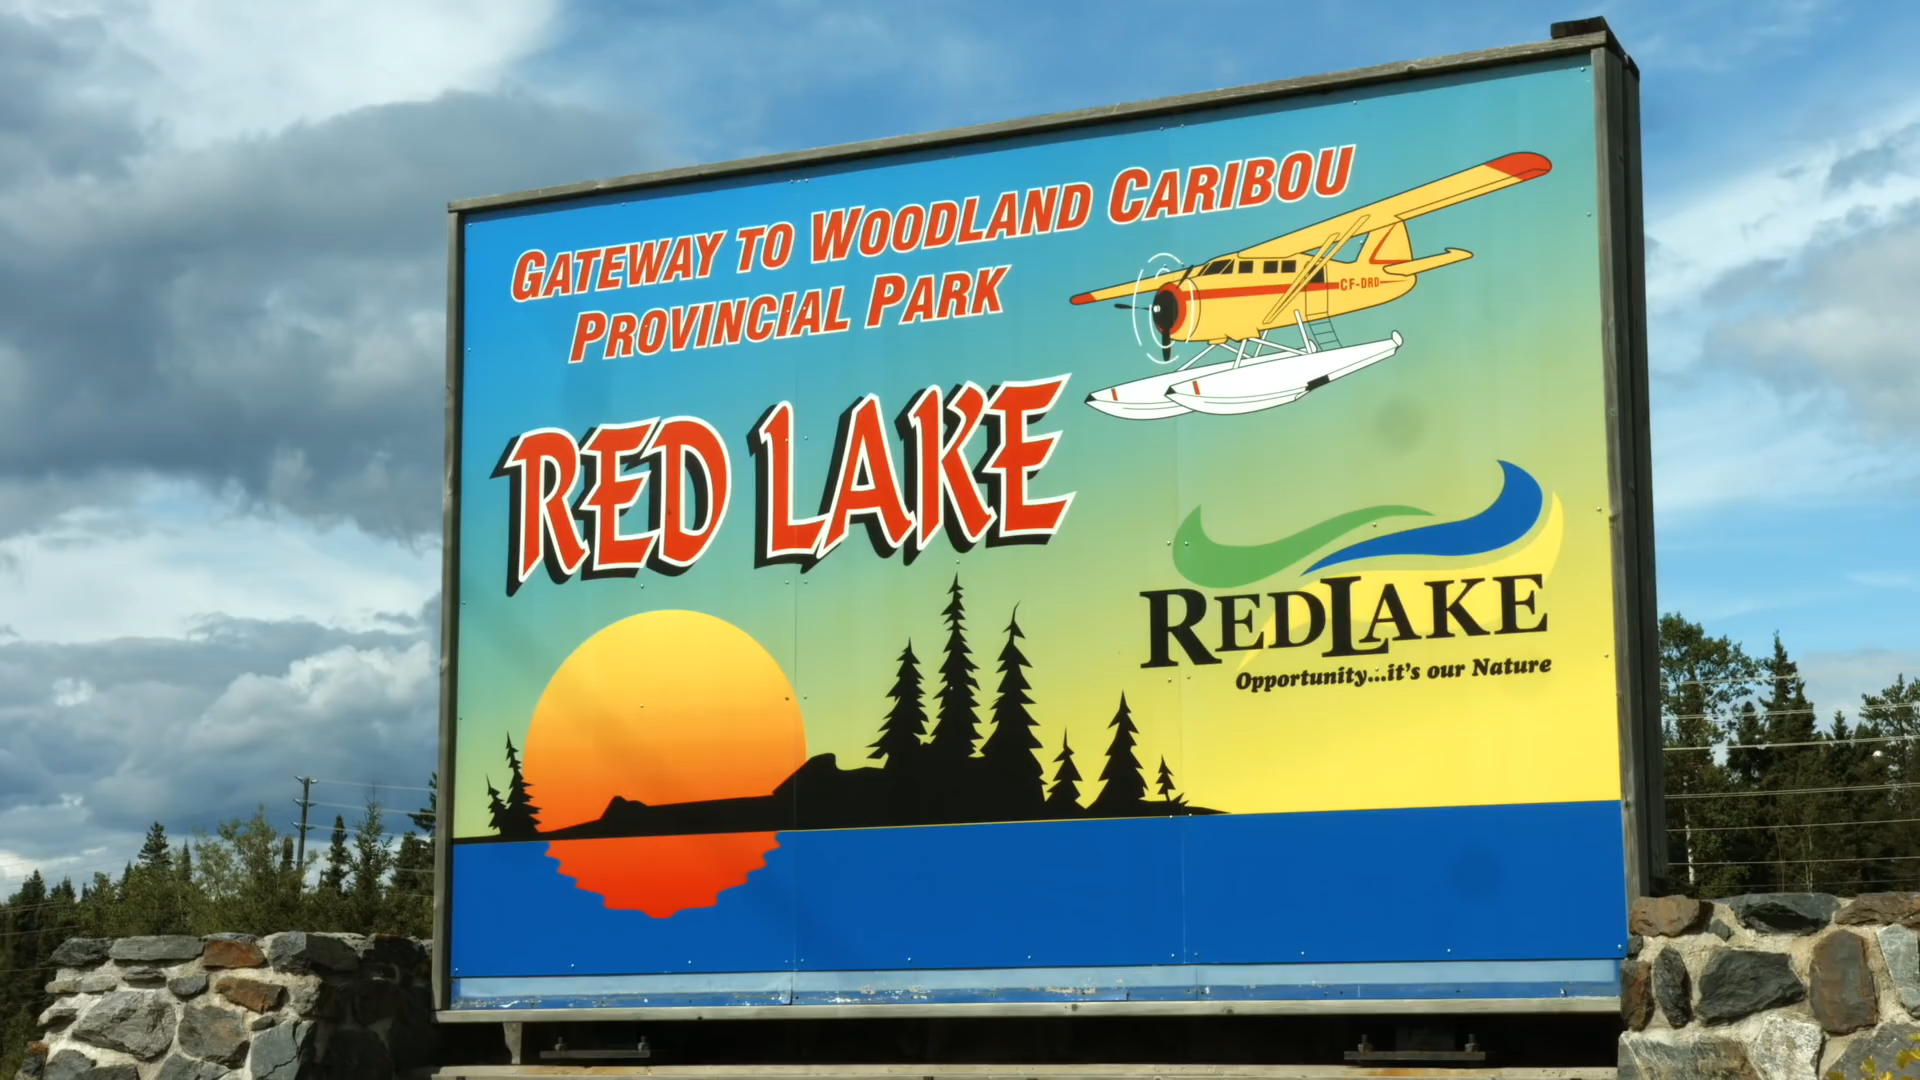 GATEWAY TO WOODLAND CARIBOU
PROVINCIAL PARK
CF-DRD
RED LAKE
REDLAKE
Opportunity...it's our Nature